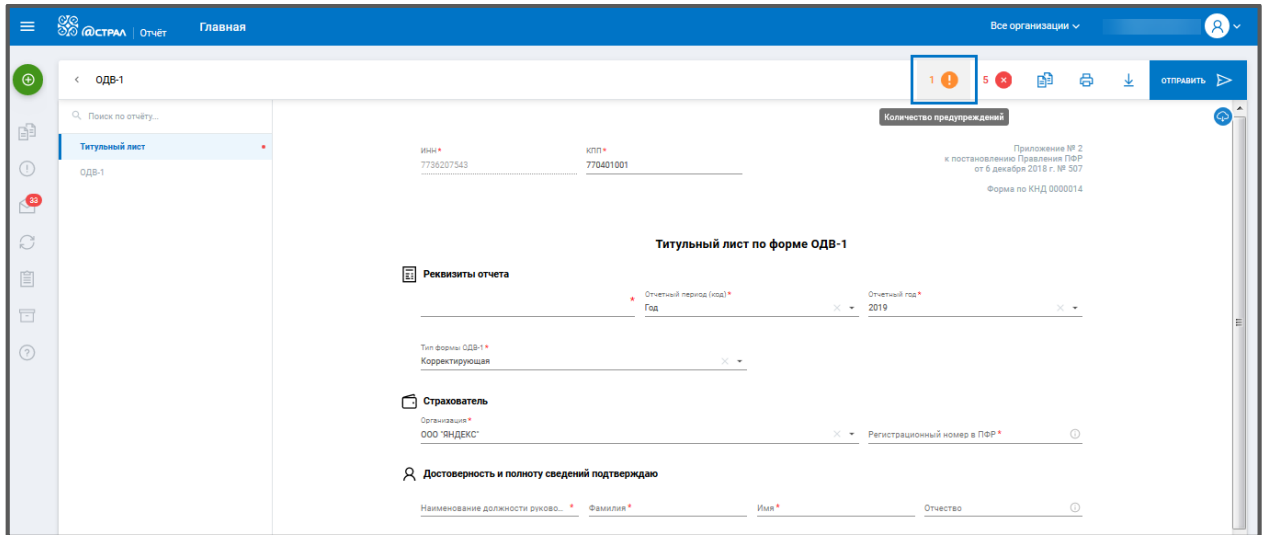 @СТРАЛ | Отчёт Главная Все организации
ОДВ-1 1 5 ОТПРАВИТЬ
Количество предупреждений
Поиск по отчёту...
Титульный лист
ОДВ-1
33
ИНН* КПП* Приложение № 2
7736207543 770401001 к постановлению Правления ПФР
от 6 декабря 2018 г. № 507
Форма по КНД 0000014
Титульный лист по форме ОДВ-1
Реквизиты отчета
* Отчетный период (код)* Отчетный год*
Год 2019
Тип формы ОДВ-1*
Корректирующая
Страхователь
Организация*
ООО "ЯНДЕКС" Регистрационный номер в ПФР*
Достоверность и полноту сведений подтверждаю
Наименование должности руково... * Фамилия* Имя* Отчество